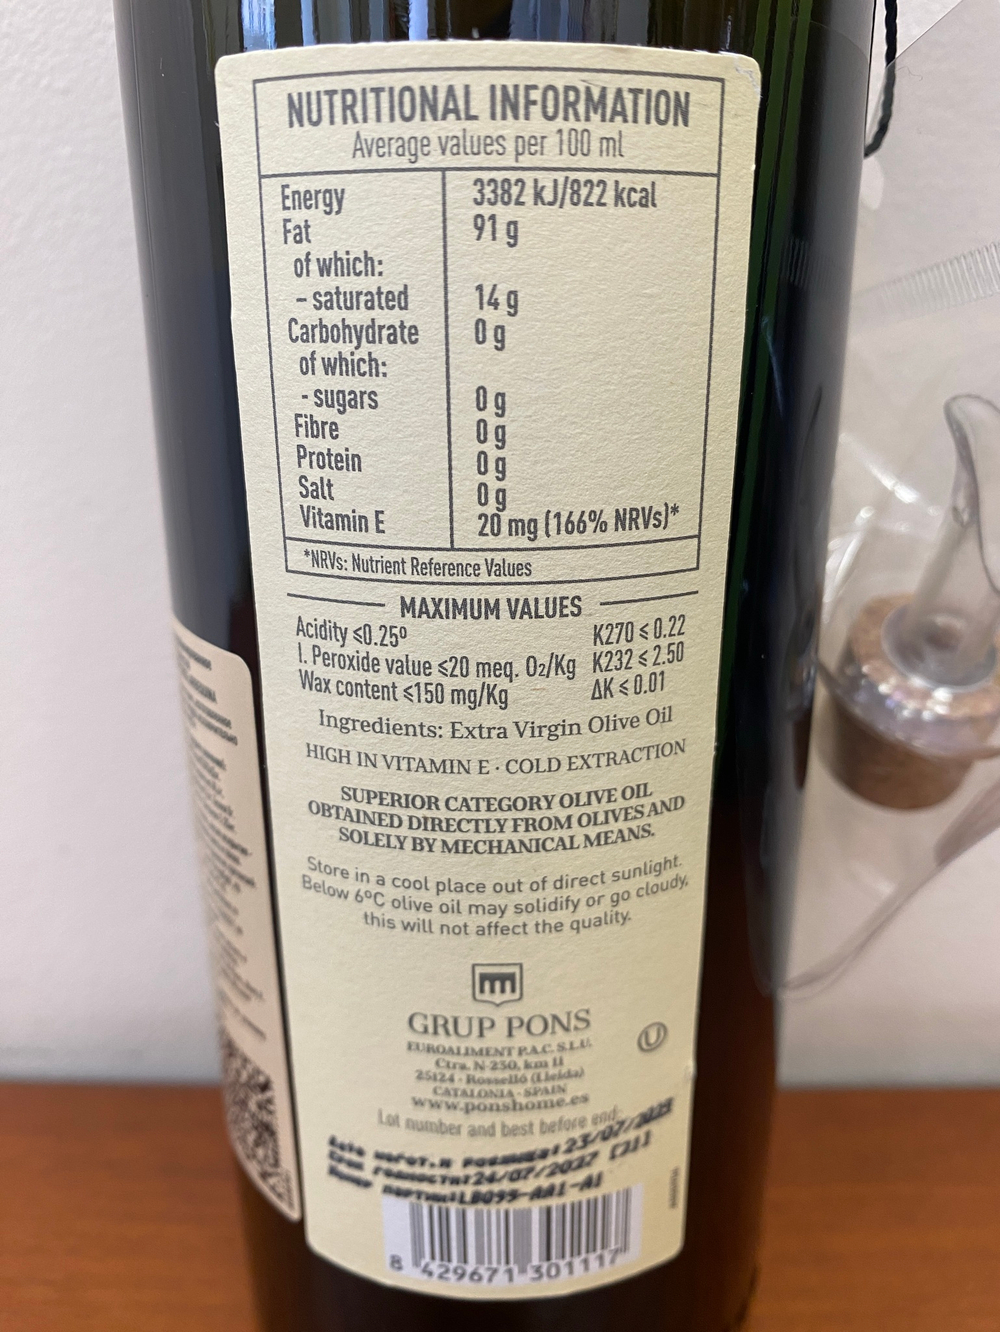 NUTRITIONAL INFORMATION
Average values per 100 ml
Energy 3382 kJ/822 kcal
Fat 91 g
of which:
- saturated 14 g
Carbohydrate 0 g
of which:
- sugars 0 g
Fibre 0 g
Protein 0 g
Salt 0 g
Vitamin E 20 mg (166% NRVs)*
*NRVs: Nutrient Reference Values
MAXIMUM VALUES
Acidity ≤0.25º K270 ≤ 0.22
I. Peroxide value ≤20 meq. O₂/Kg K232 ≤ 2.50
Wax content ≤150 mg/Kg ΔK ≤ 0.01
Ingredients: Extra Virgin Olive Oil
HIGH IN VITAMIN E · COLD EXTRACTION
SUPERIOR CATEGORY OLIVE OIL
OBTAINED DIRECTLY FROM OLIVES AND
SOLELY BY MECHANICAL MEANS.
Store in a cool place out of direct sunlight.
Below 6ºC olive oil may solidify or go cloudy,
this will not affect the quality.
GRUP PONS
EUROALIMENT P.A.C. S.L.U.
Ctra. N-230, km 11
25124 - Rosselló (Lleida)
CATALONIA - SPAIN
www.ponshome.es
U
Lot number and best before end:
23/07/2025
24/07/2027 [21]
LB095-AA1-A1
8 429671 301117